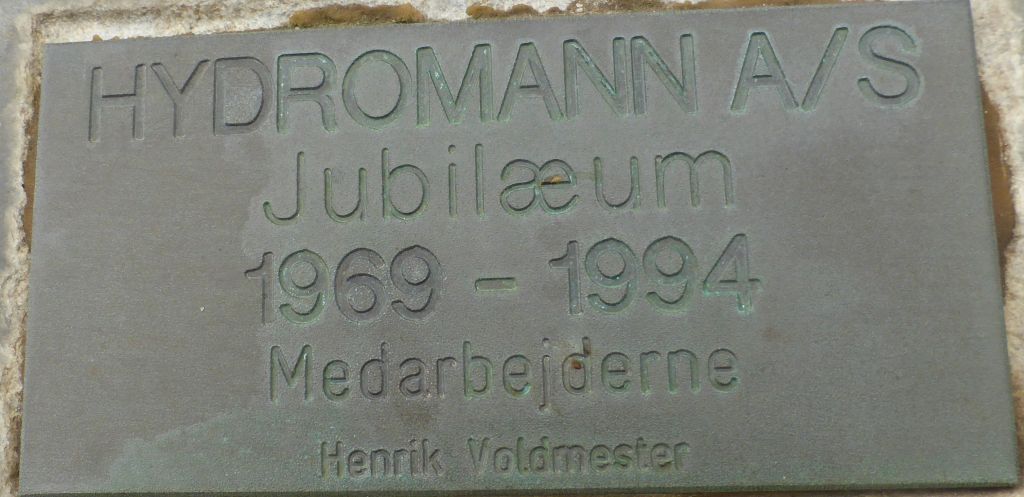 HYDROMANN A/S
Jubilæum
1969 - 1994
Medarbejderne
Henrik Voldmester